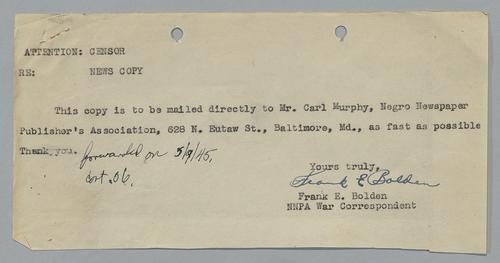 ATTENTION: CENSOR
RE: NEWS COPY
This copy is to be mailed directly to Mr. Carl Murphy, Negro Newspaper
Publisher's Association, 628 N. Eutaw St., Baltimore, Md., as fast as possible
Thank you. forwarded on 5/9/45.
Yours truly,
Frank E Bolden
Frank E. Bolden
NNPA War Correspondent